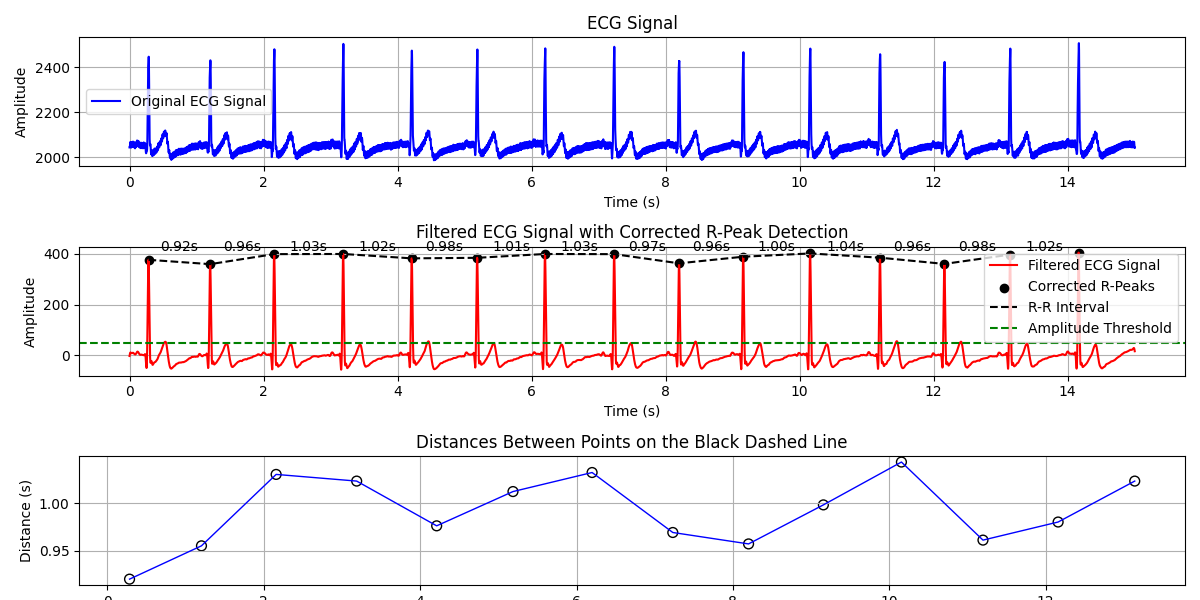 ECG Signal
2400
2200
2000
Amplitude
Original ECG Signal
0 2 4 6 8 10 12 14
Time (s)
Filtered ECG Signal with Corrected R-Peak Detection
0.92s 0.96s 1.03s 1.02s 0.98s 1.01s 1.03s 0.97s 0.96s 1.00s 1.04s 0.96s 0.98s 1.02s
400
200
0
Amplitude
Filtered ECG Signal
Corrected R-Peaks
R-R Interval
Amplitude Threshold
0 2 4 6 8 10 12 14
Time (s)
Distances Between Points on the Black Dashed Line
1.00
0.95
Distance (s)